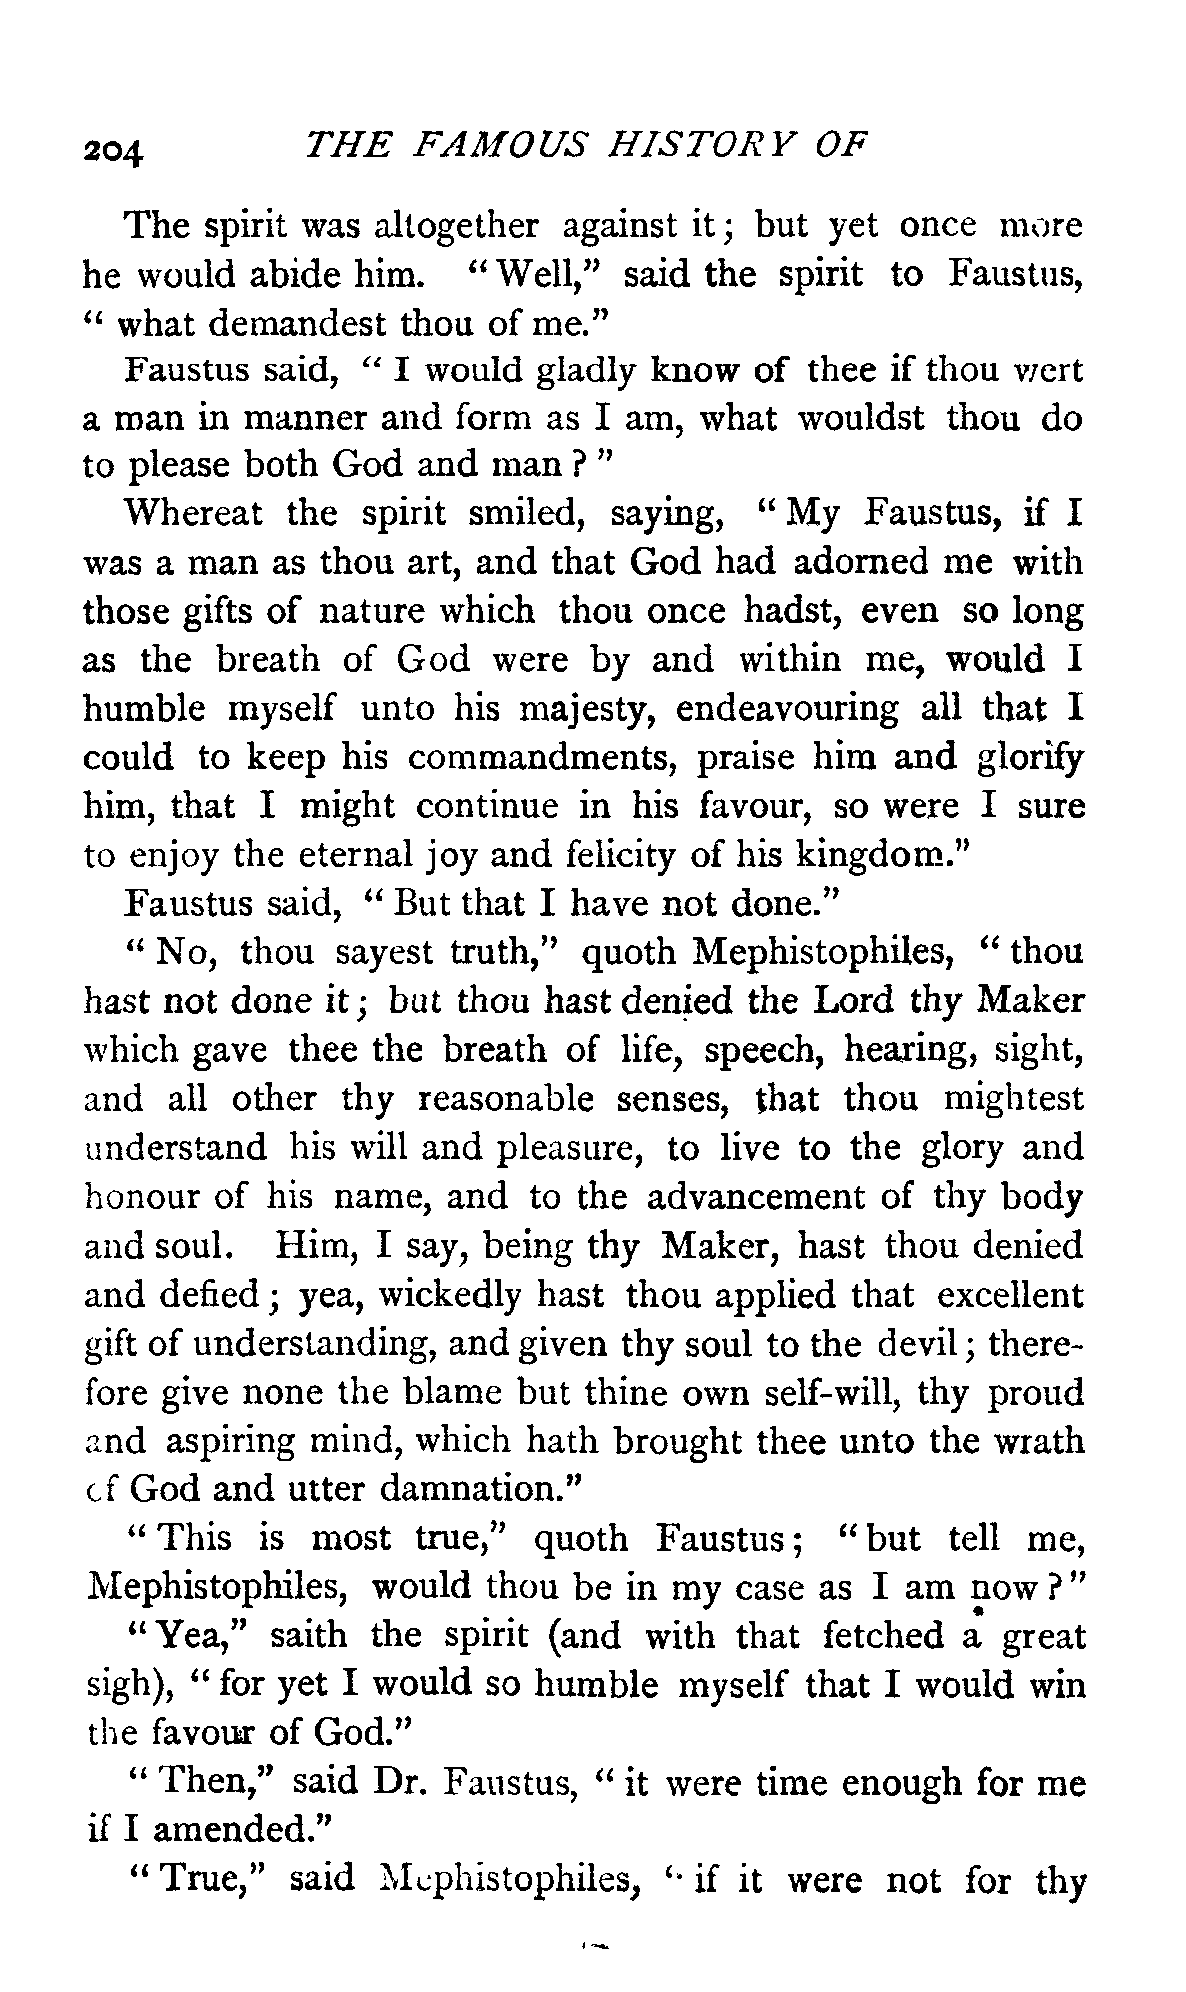 204 THE FAMOUS HISTORY OF
The spirit was altogether against it; but yet once more
he would abide him. "Well," said the spirit to Faustus,
" what demandest thou of me."
Faustus said, " I would gladly know of thee if thou wert
a man in manner and form as I am, what wouldst thou do
to please both God and man ? "
Whereat the spirit smiled, saying, " My Faustus, if I
was a man as thou art, and that God had adorned me with
those gifts of nature which thou once hadst, even so long
as the breath of God were by and within me, would I
humble myself unto his majesty, endeavouring all that I
could to keep his commandments, praise him and glorify
him, that I might continue in his favour, so were I sure
to enjoy the eternal joy and felicity of his kingdom."
Faustus said, " But that I have not done."
" No, thou sayest truth," quoth Mephistophiles, " thou
hast not done it; but thou hast denied the Lord thy Maker
which gave thee the breath of life, speech, hearing, sight,
and all other thy reasonable senses, that thou mightest
understand his will and pleasure, to live to the glory and
honour of his name, and to the advancement of thy body
and soul. Him, I say, being thy Maker, hast thou denied
and defied; yea, wickedly hast thou applied that excellent
gift of understanding, and given thy soul to the devil; there-
fore give none the blame but thine own self-will, thy proud
and aspiring mind, which hath brought thee unto the wrath
of God and utter damnation."
" This is most true," quoth Faustus; " but tell me,
Mephistophiles, would thou be in my case as I am now?"
" Yea," saith the spirit (and with that fetched a great
sigh), " for yet I would so humble myself that I would win
the favour of God."
" Then," said Dr. Faustus, " it were time enough for me
if I amended."
" True," said Mephistophiles, " if it were not for thy